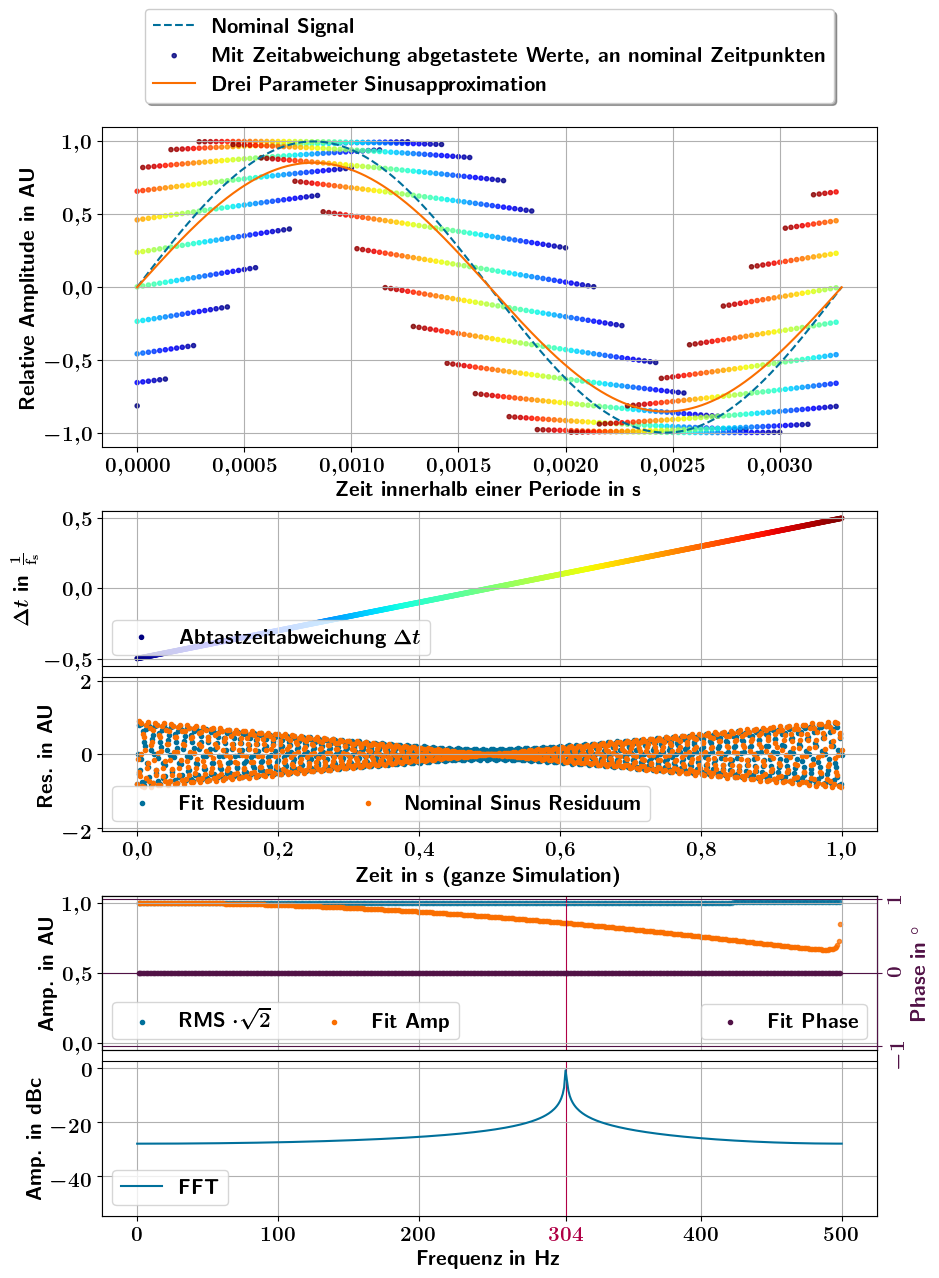 Nominal Signal
Mit Zeitabweichung abgetastete Werte, an nominal Zeitpunkten
Drei Parameter Sinusapproximation
Relative Amplitude in AU
1,0
0,5
0,0
−0,5
−1,0
0,0000 0,0005 0,0010 0,0015 0,0020 0,0025 0,0030
Zeit innerhalb einer Periode in s
Δt in 1/fs
0,5
0,0
−0,5
Abtastzeitabweichung Δt
Res. in AU
2
0
−2
Fit Residuum Nominal Sinus Residuum
0,0 0,2 0,4 0,6 0,8 1,0
Zeit in s (ganze Simulation)
Amp. in AU
1,0
0,5
0,0
RMS ·√2 Fit Amp
Fit Phase
1
0
−1
Phase in °
Amp. in dBc
0
−20
−40
FFT
0 100 200 304 400 500
Frequenz in Hz